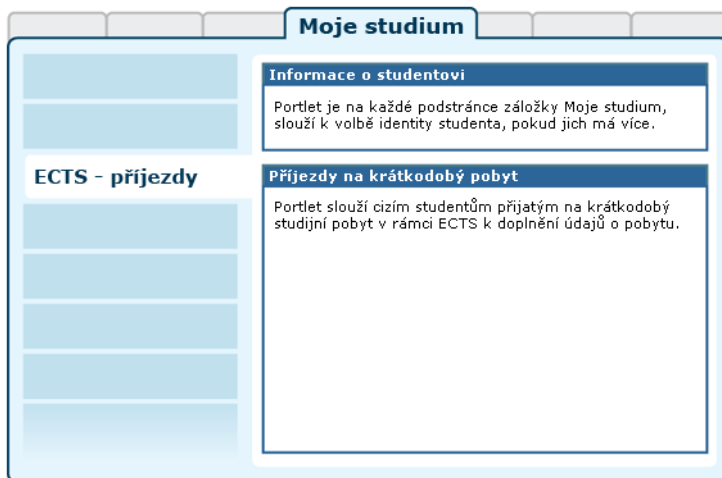 Moje studium
Informace o studentovi
Portlet je na každé podstránce záložky Moje studium,
slouží k volbě identity studenta, pokud jich má více.
ECTS - příjezdy
Příjezdy na krátkodobý pobyt
Portlet slouží cizím studentům přijatým na krátkodobý
studijní pobyt v rámci ECTS k doplnění údajů o pobytu.